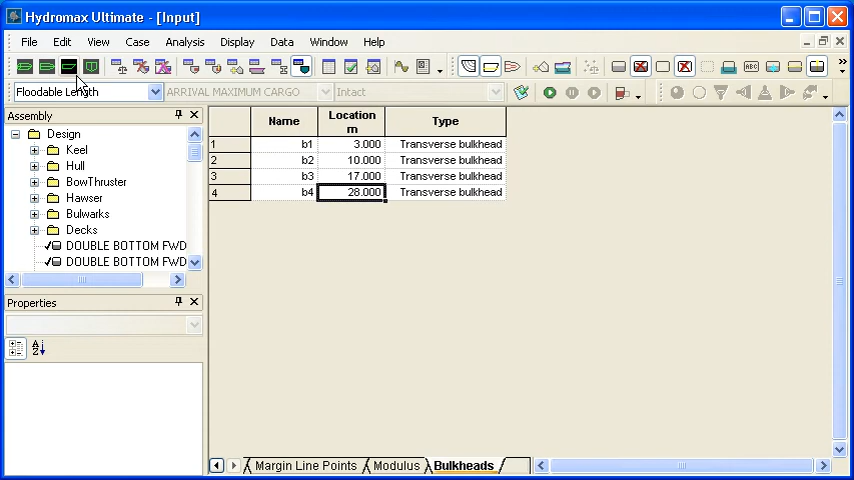 Hydromax Ultimate - [Input]
File Edit View Case Analysis Display Data Window Help
ABC
Floodable Length ARRIVAL MAXIMUM CARGO Intact
Assembly
Design
Keel
Hull
BowThruster
Hawser
Bulwarks
Decks
DOUBLE BOTTOM FWD
DOUBLE BOTTOM FWD
Properties
A
Z
Name Location m Type
1 b1 3.000 Transverse bulkhead
2 b2 10.000 Transverse bulkhead
3 b3 17.000 Transverse bulkhead
4 b4 28.000 Transverse bulkhead
Margin Line Points Modulus Bulkheads